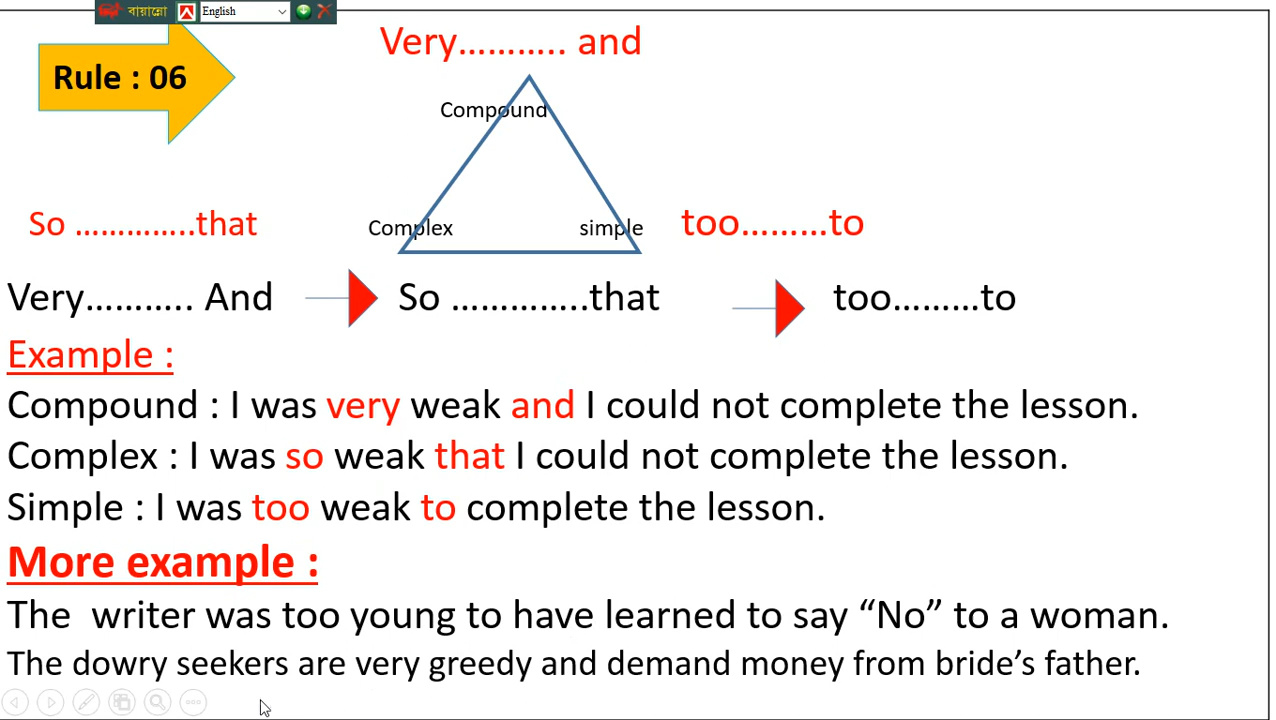 বায়ান্নো English
Very……….. and
Rule : 06
Compound
So …………..that
Complex
simple
too………to
Very……….. And
So …………..that
too………to
Example :
Compound : I was very weak and I could not complete the lesson.
Complex : I was so weak that I could not complete the lesson.
Simple : I was too weak to complete the lesson.
More example :
The writer was too young to have learned to say “No” to a woman.
The dowry seekers are very greedy and demand money from bride’s father.